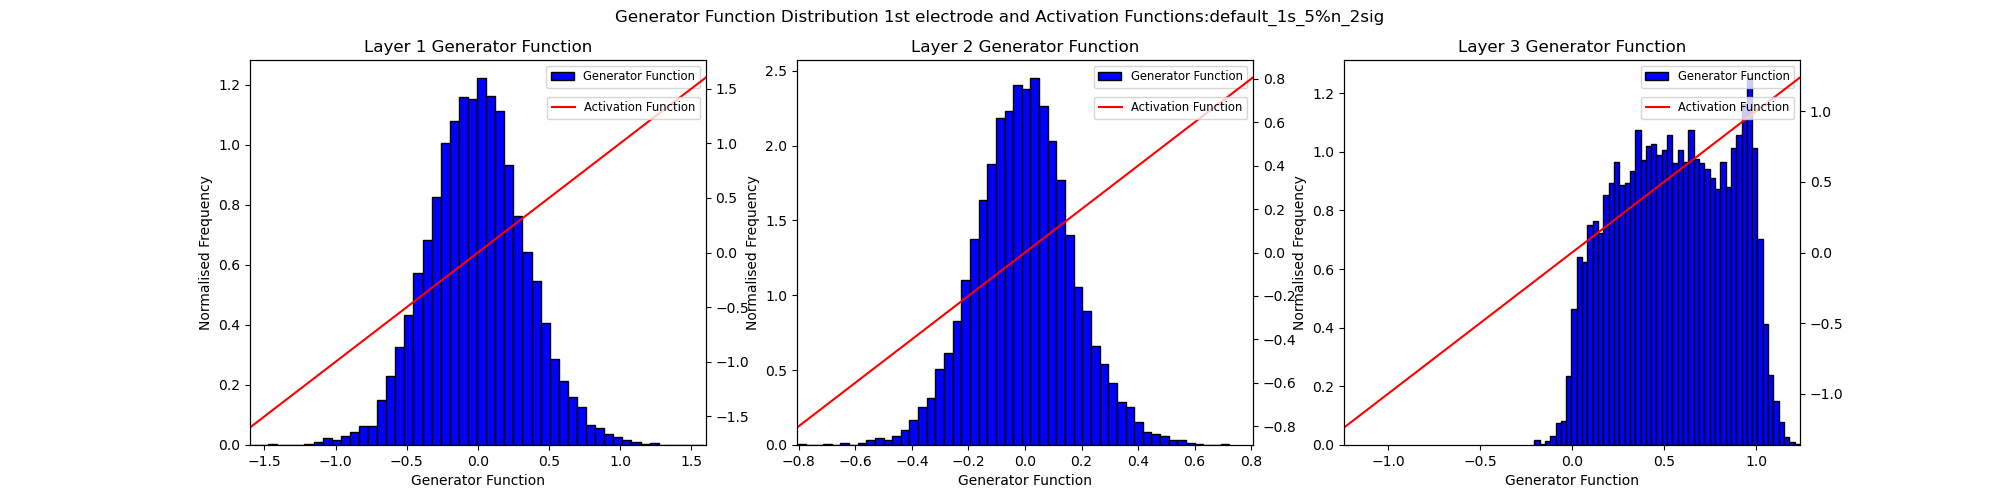 Generator Function Distribution 1st electrode and Activation Functions:default_1s_5%n_2sig
Layer 1 Generator Function
Generator Function
Activation Function
Normalised Frequency
1.2
1.0
0.8
0.6
0.4
0.2
0.0
1.5
1.0
0.5
0.0
−0.5
−1.0
−1.5
−1.5 −1.0 −0.5 0.0 0.5 1.0 1.5
Generator Function
Layer 2 Generator Function
Generator Function
Activation Function
Normalised Frequency
2.5
2.0
1.5
1.0
0.5
0.0
0.8
0.6
0.4
0.2
0.0
−0.2
−0.4
−0.6
−0.8
−0.8 −0.6 −0.4 −0.2 0.0 0.2 0.4 0.6 0.8
Generator Function
Layer 3 Generator Function
Generator Function
Activation Function
Normalised Frequency
1.2
1.0
0.8
0.6
0.4
0.2
0.0
1.0
0.5
0.0
−0.5
−1.0
−1.0 −0.5 0.0 0.5 1.0
Generator Function